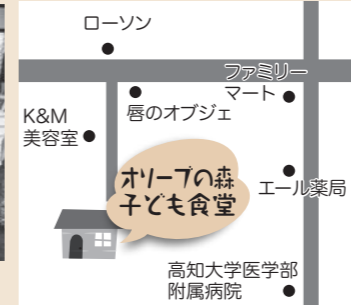 ローソン
ファミリー
マート
唇のオブジェ
K&M
美容室
オリーブの森
子ども食堂
エール薬局
高知大学医学部
附属病院